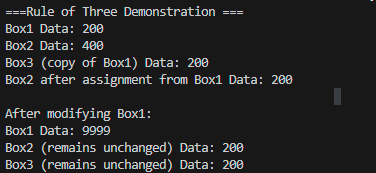 ===Rule of Three Demonstration ===
Box1 Data: 200
Box2 Data: 400
Box3 (copy of Box1) Data: 200
Box2 after assignment from Box1 Data: 200
After modifying Box1:
Box1 Data: 9999
Box2 (remains unchanged) Data: 200
Box3 (remains unchanged) Data: 200